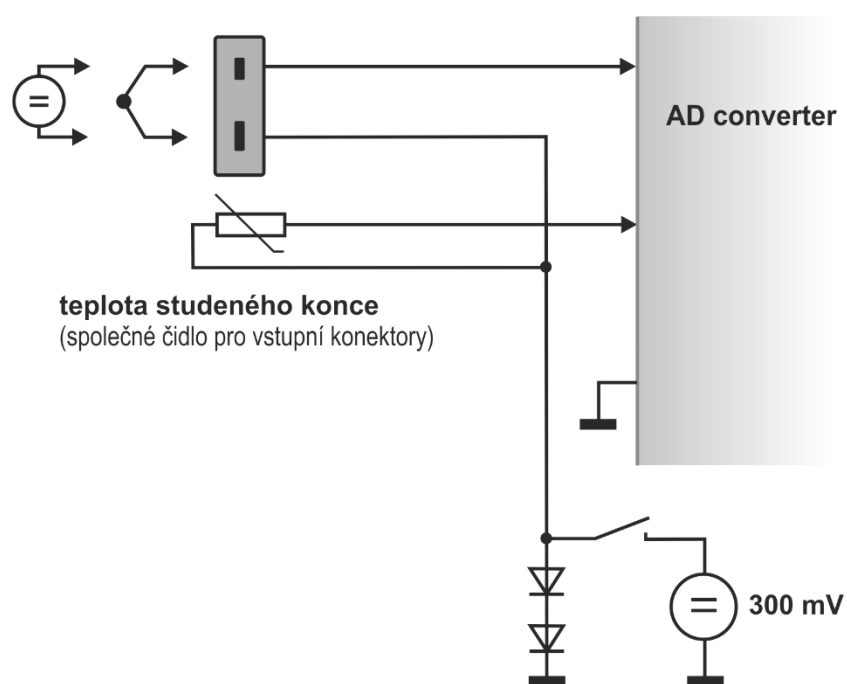 AD converter
teplota studeného konce
(společné čidlo pro vstupní konektory)
300 mV